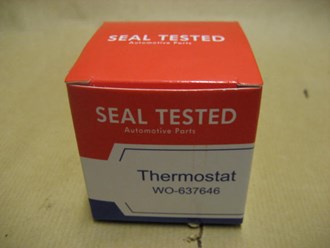 SEAL TESTED
Automotive Parts
SEAL TESTED
Automotive Parts
Thermostat
WO-637646